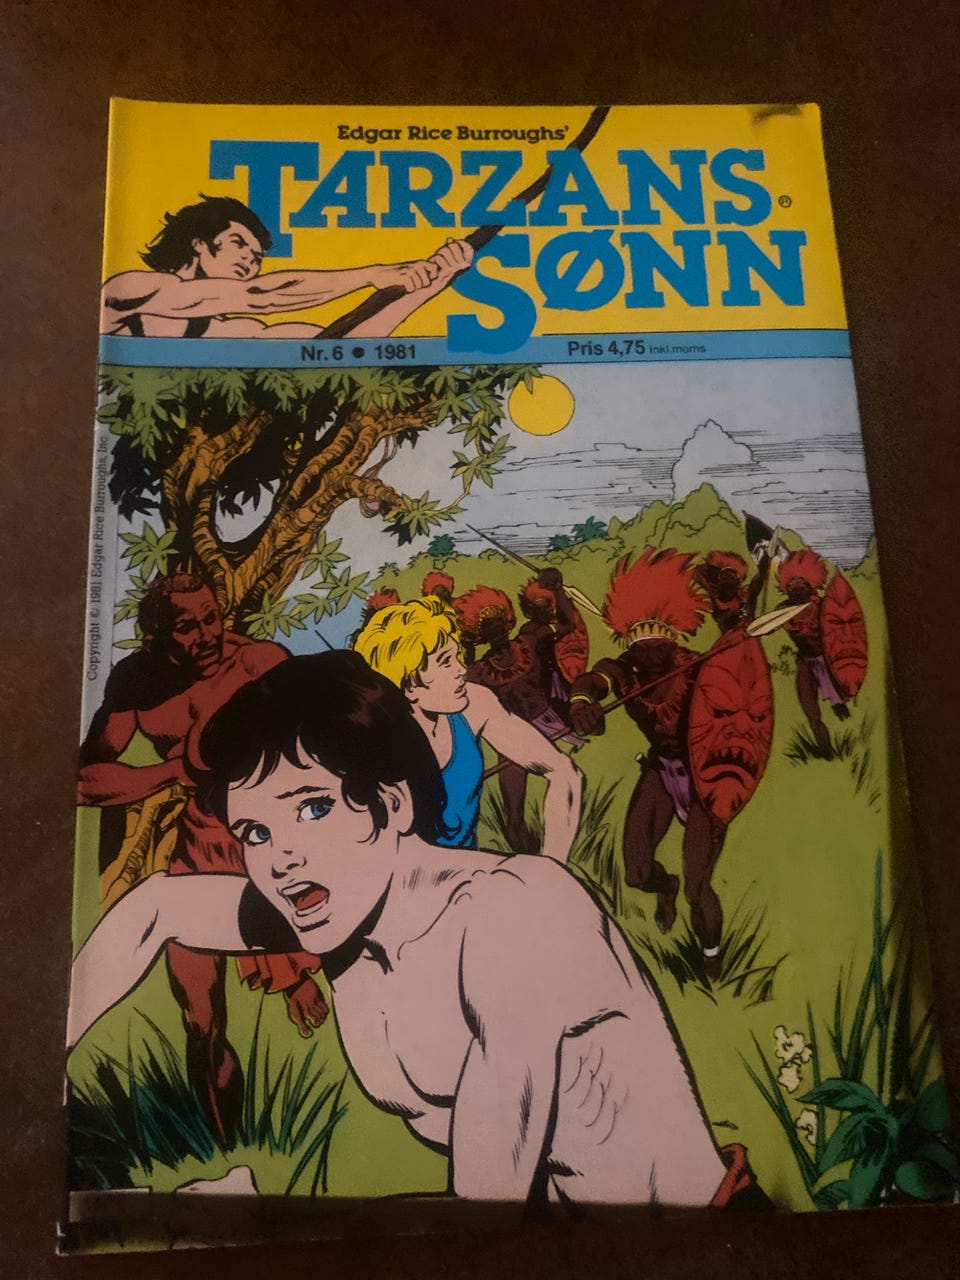 Edgar Rice Burroughs'
TARZANS®
SØNN
Nr. 6 ● 1981
Pris 4,75 inkl. moms
Copyright © 1981 Edgar Rice Burroughs, Inc.